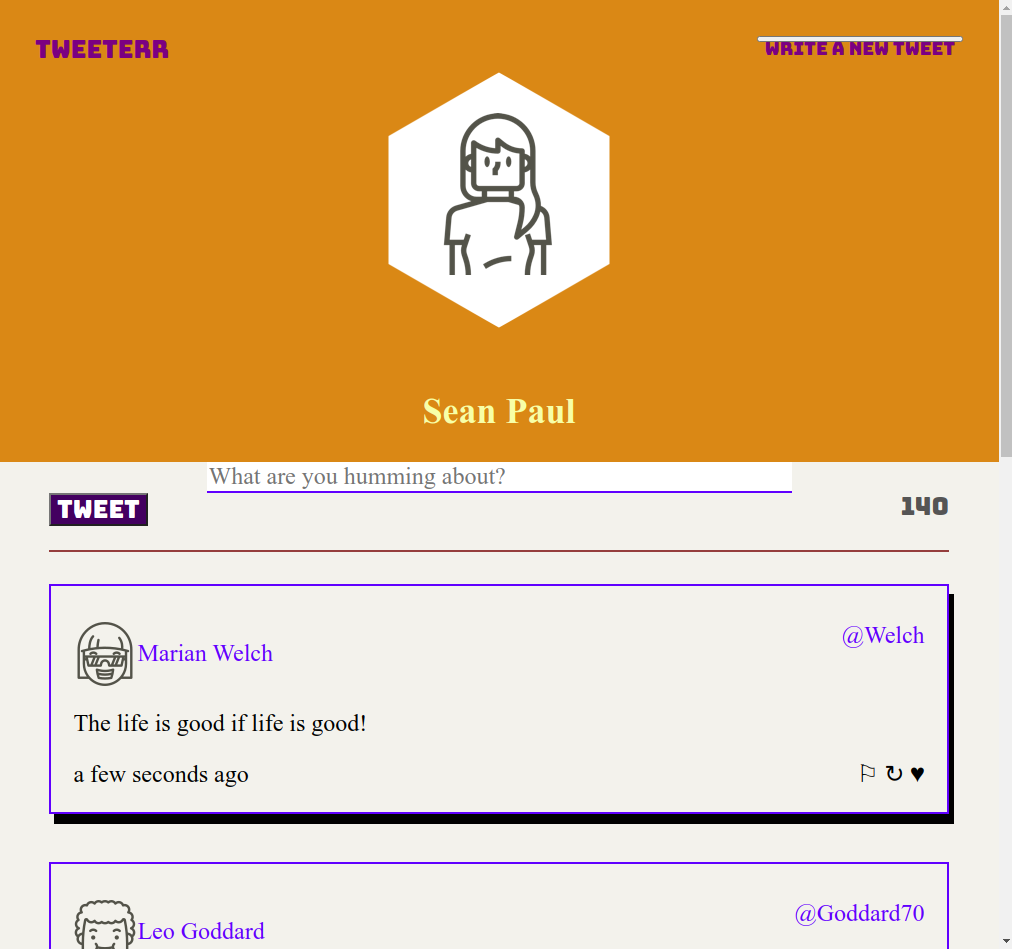 TWEETERR
WRITE A NEW TWEET
Sean Paul
What are you humming about?
TWEET
140
Marian Welch
@Welch
The life is good if life is good!
a few seconds ago
⚐ ↻ ♥
Leo Goddard
@Goddard70